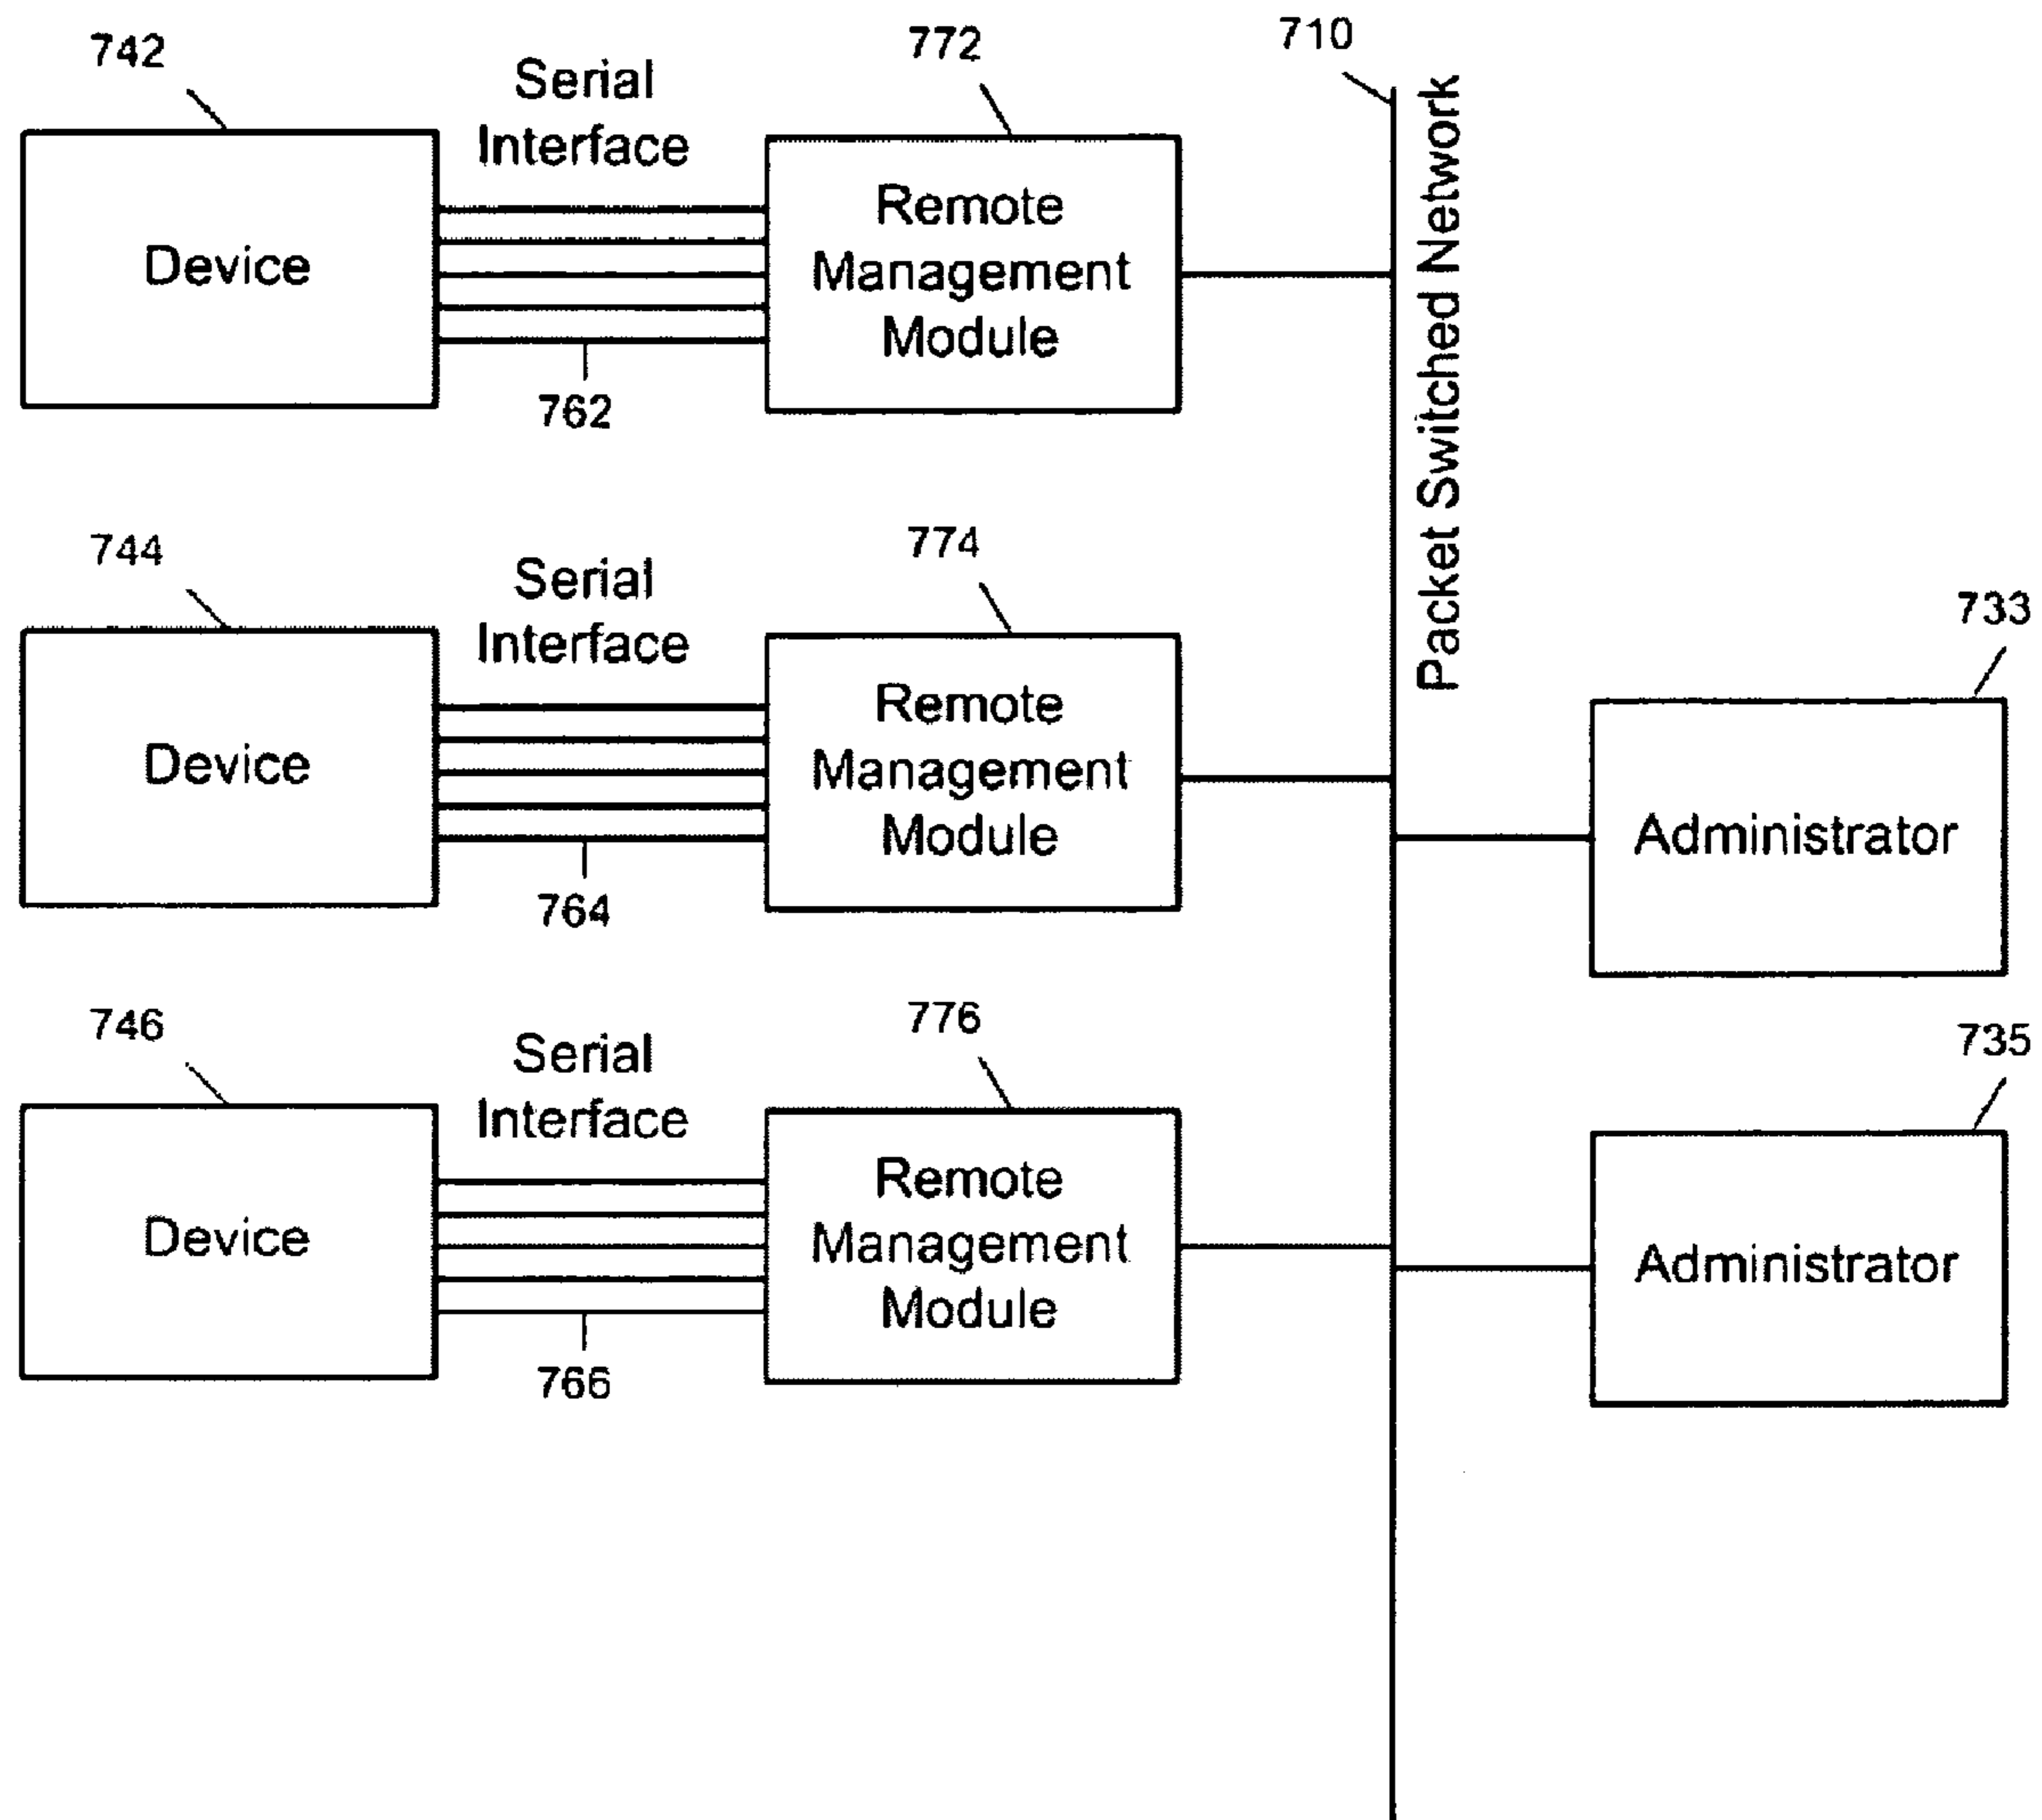 742
Serial
Interface
772
710
Device
Remote
Management
Module
Packet Switched Network
762
744
Serial
Interface
774
733
Device
Remote
Management
Module
Administrator
764
746
Serial
Interface
776
735
Device
Remote
Management
Module
Administrator
766